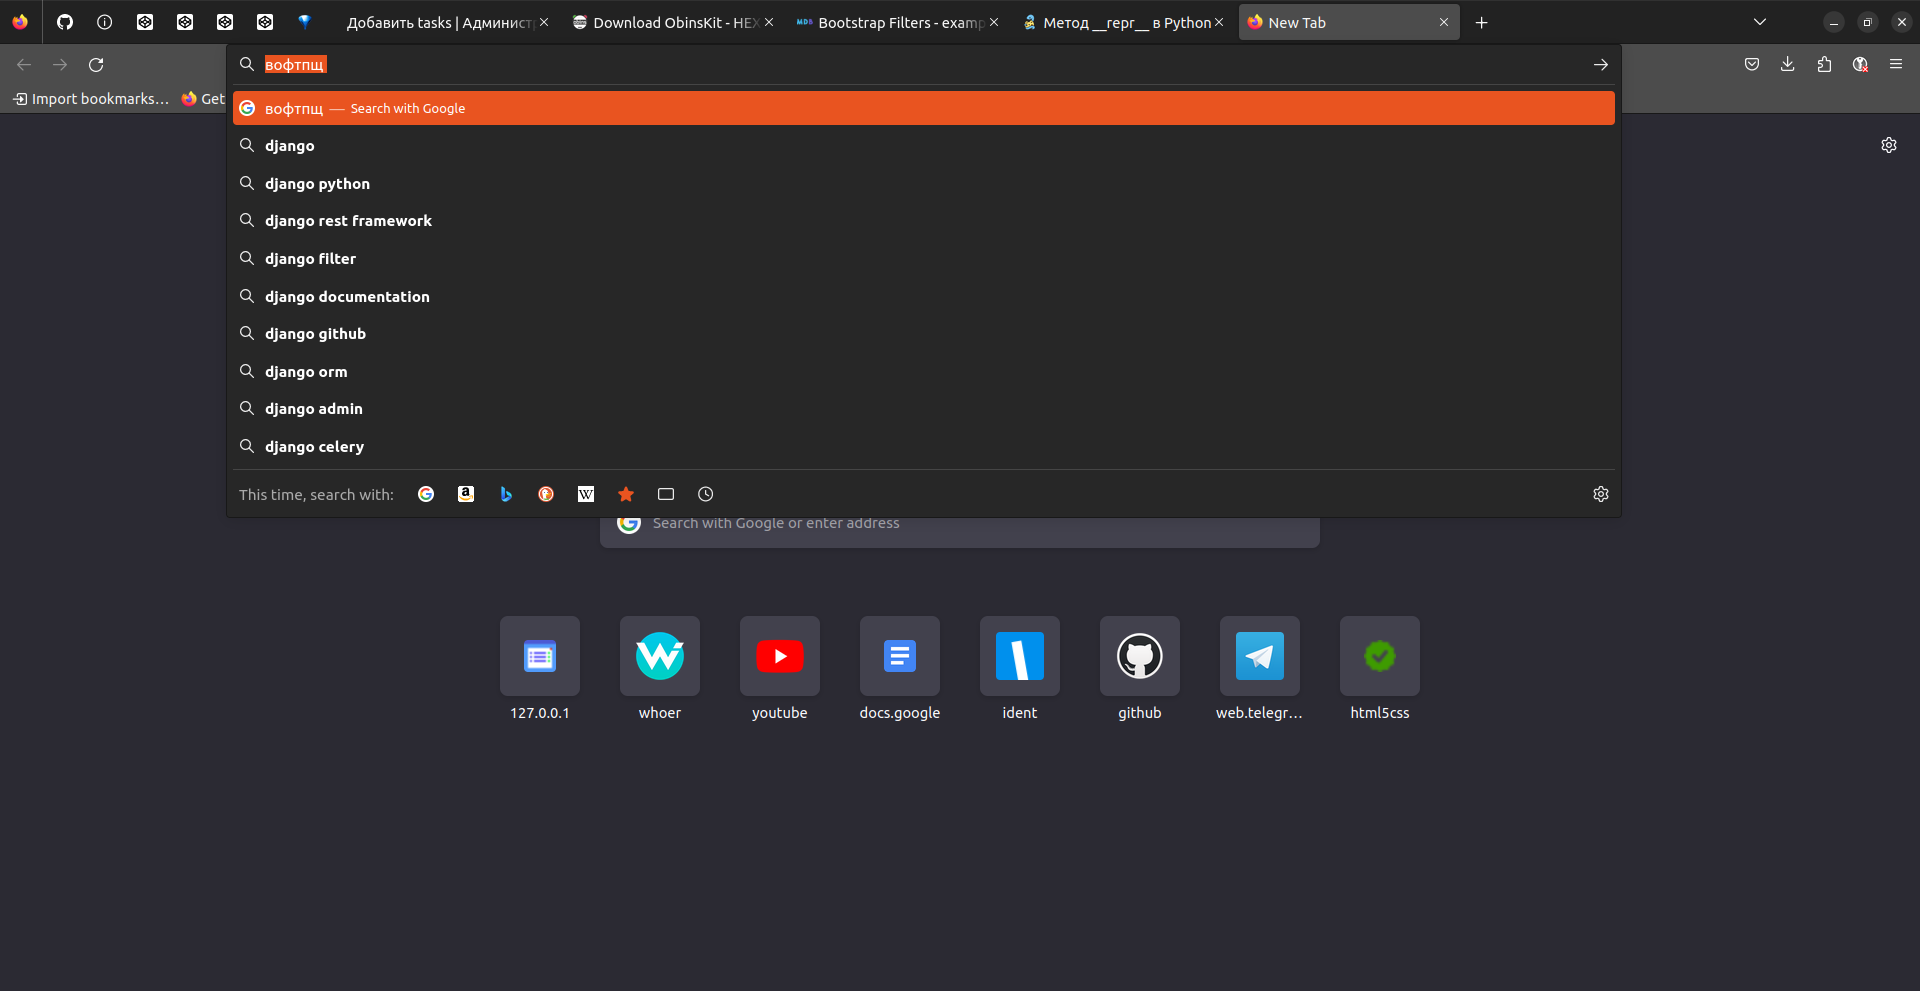 Добавить tasks | Админист
Download ObinsKit - HEX
Bootstrap Filters - examp
Метод __repr__ в Python
New Tab
вофтпщ
Import bookmarks...
Get
вофтпщ — Search with Google
django
django python
django rest framework
django filter
django documentation
django github
django orm
django admin
django celery
This time, search with:
Search with Google or enter address
127.0.0.1
whoer
youtube
docs.google
ident
github
web.telegr...
html5css